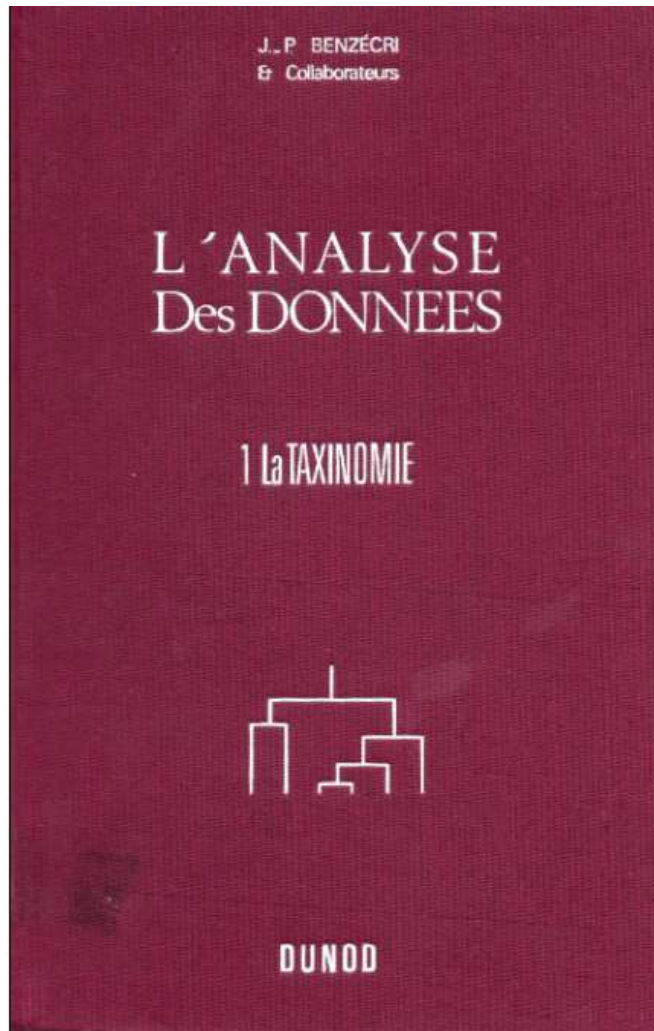 J.-P. BENZÉCRI
& Collaborateurs
L'ANALYSE
Des DONNEES
1 La TAXINOMIE
DUNOD